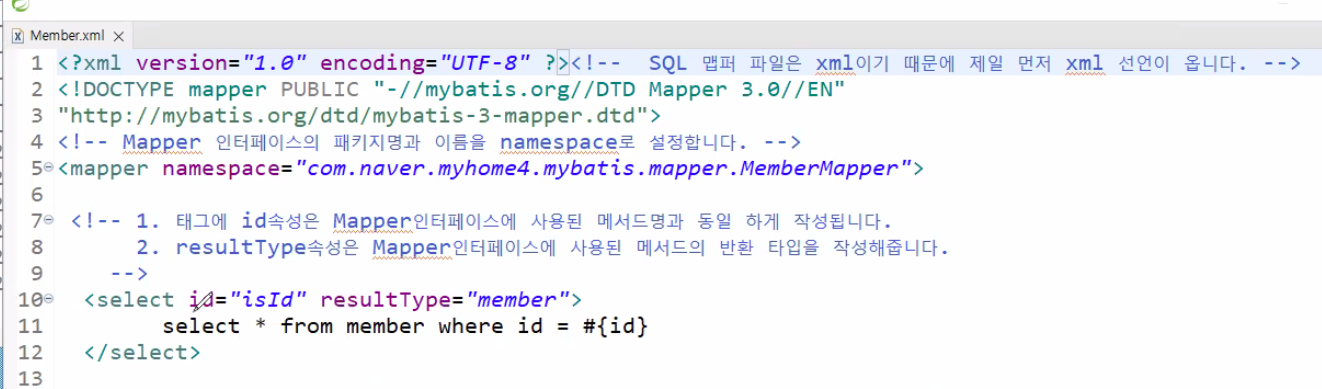 Member.xml
1 <?xml version="1.0" encoding="UTF-8" ?><!--  SQL 맵퍼 파일은 xml이기 때문에 제일 먼저 xml 선언이 옵니다. -->
2 <!DOCTYPE mapper PUBLIC "-//mybatis.org//DTD Mapper 3.0//EN"
3 "http://mybatis.org/dtd/mybatis-3-mapper.dtd">
4 <!-- Mapper 인터페이스의 패키지명과 이름을 namespace로 설정합니다. -->
5 <mapper namespace="com.naver.myhome4.mybatis.mapper.MemberMapper">
6
7 <!-- 1. 태그에 id속성은 Mapper인터페이스에 사용된 메서드명과 동일 하게 작성됩니다.
8 2. resultType속성은 Mapper인터페이스에 사용된 메서드의 반환 타입을 작성해줍니다.
9 -->
10 <select id="isId" resultType="member">
11 select * from member where id = #{id}
12 </select>
13